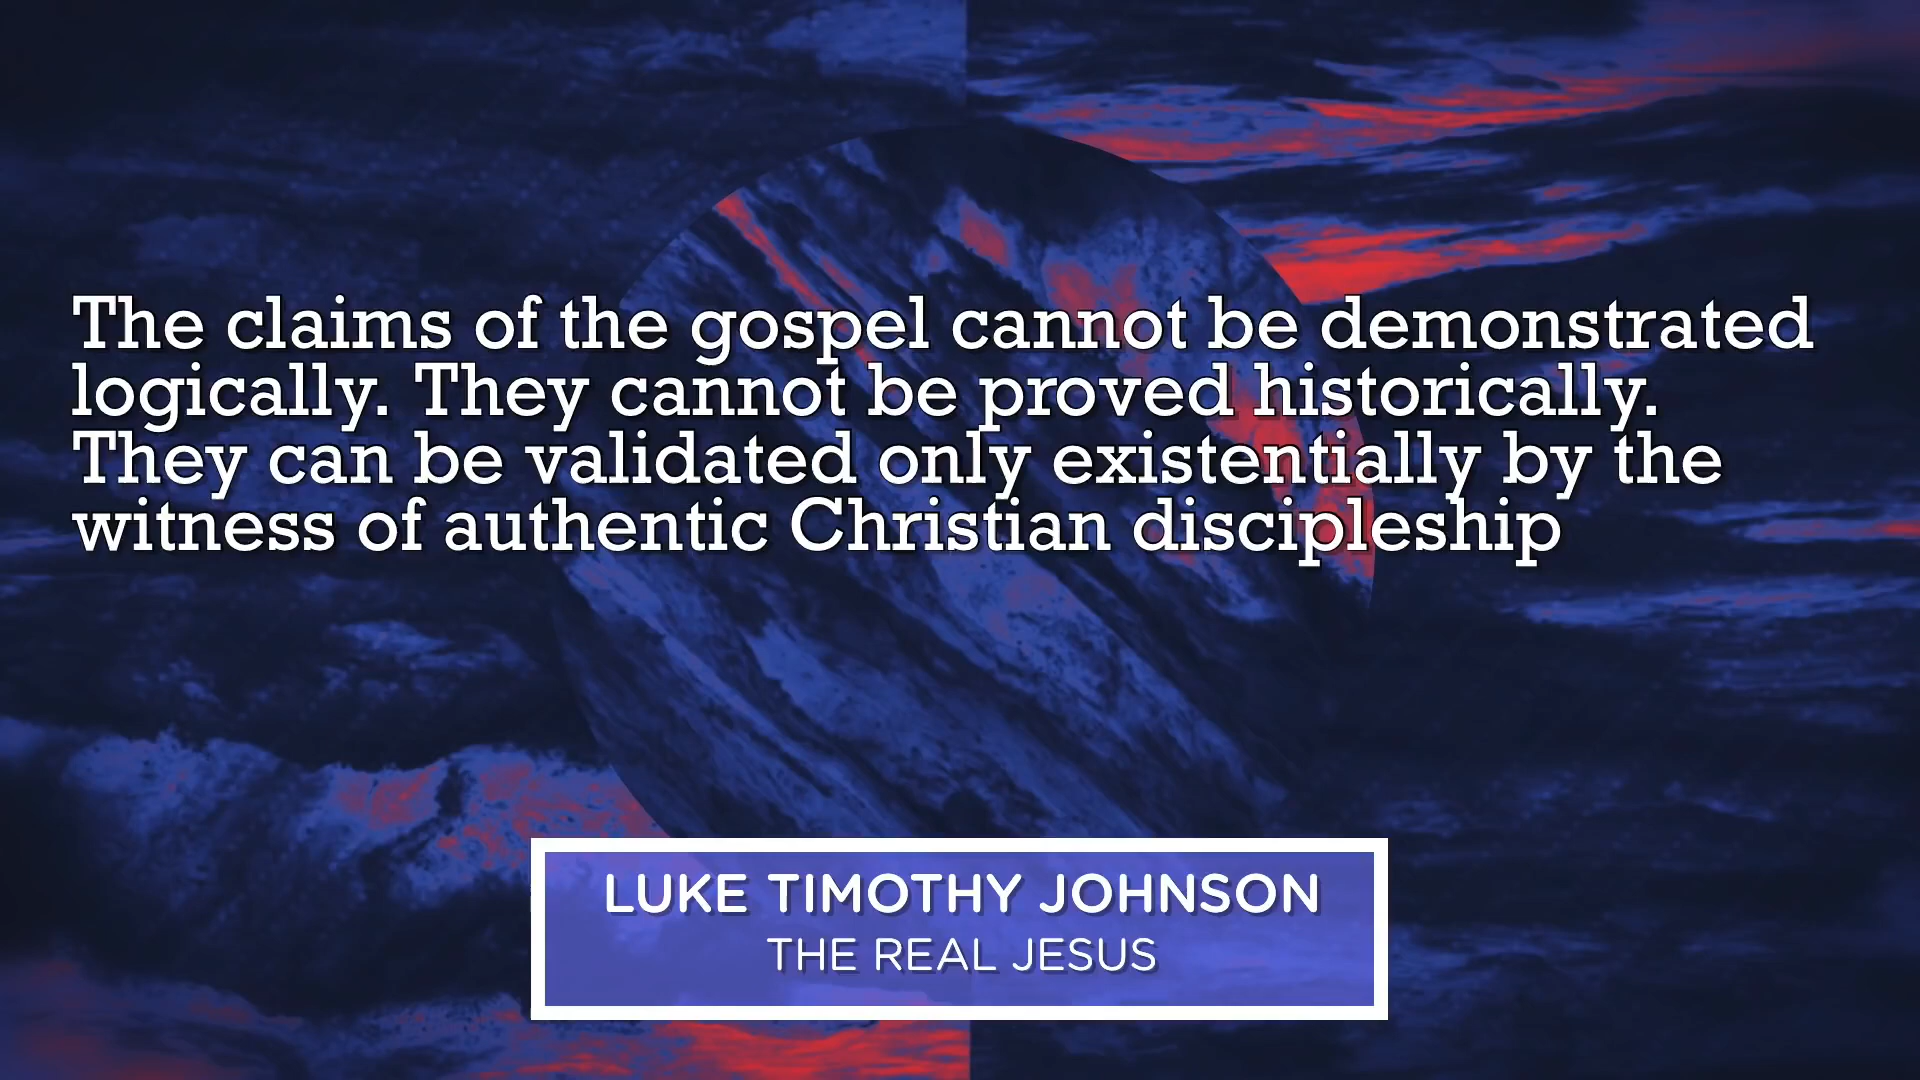 The claims of the gospel cannot be demonstrated
logically. They cannot be proved historically.
They can be validated only existentially by the
witness of authentic Christian discipleship
LUKE TIMOTHY JOHNSON
THE REAL JESUS